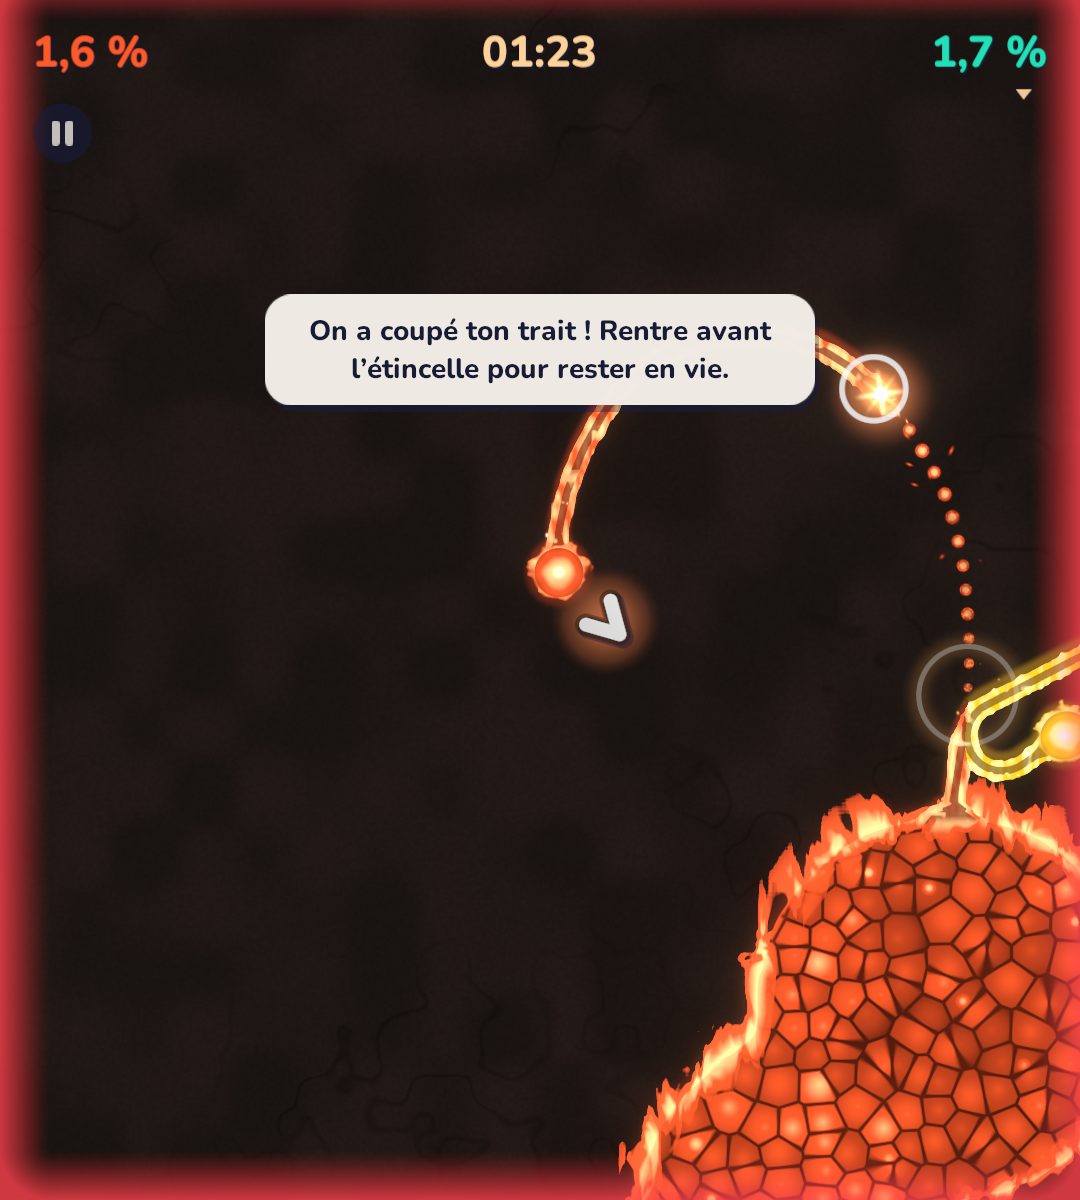 1,6 %
01:23
1,7 %
On a coupé ton trait ! Rentre avant
l’étincelle pour rester en vie.